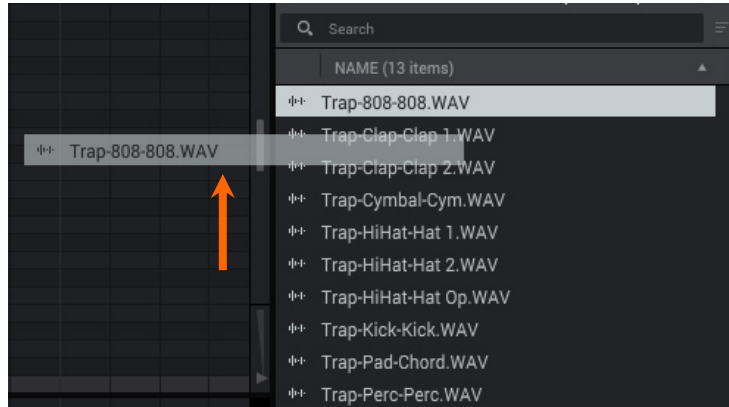 Search
NAME (13 items)
Trap-808-808.WAV
Trap-Clap-Clap 1.WAV
Trap-808-808.WAV
Trap-Clap-Clap 2.WAV
Trap-Cymbal-Cym.WAV
Trap-HiHat-Hat 1.WAV
Trap-HiHat-Hat 2.WAV
Trap-HiHat-Hat Op.WAV
Trap-Kick-Kick.WAV
Trap-Pad-Chord.WAV
Trap-Perc-Perc.WAV